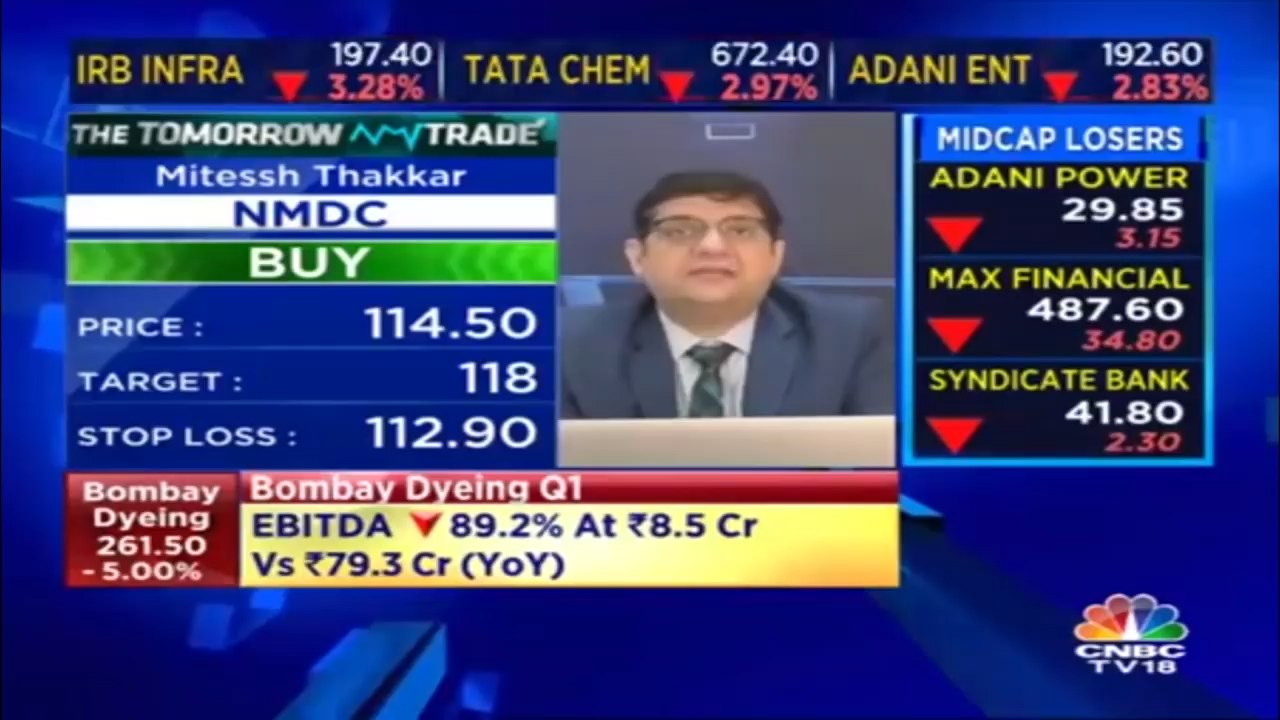 IRB INFRA 197.40 3.28%
TATA CHEM 672.40 2.97%
ADANI ENT 192.60 2.83%
THE TOMORROW TRADE
Mitessh Thakkar
NMDC
BUY
PRICE : 114.50
TARGET : 118
STOP LOSS : 112.90
MIDCAP LOSERS
ADANI POWER
29.85
3.15
MAX FINANCIAL
487.60
34.80
SYNDICATE BANK
41.80
2.30
Bombay
Dyeing
261.50
- 5.00%
Bombay Dyeing Q1
EBITDA 89.2% At ₹8.5 Cr
Vs ₹79.3 Cr (YoY)
CNBC
TV18